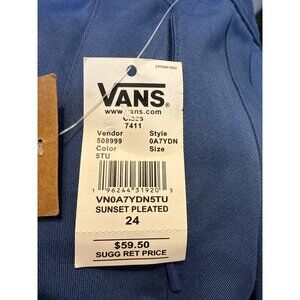 VANS®
www.vans.com
Class
7411
Vendor Style
508999 0A7YDN
Color Size
5TU
1 96244 31920 3
VN0A7YDN5TU
SUNSET PLEATED
24
$59.50
SUGG RET PRICE